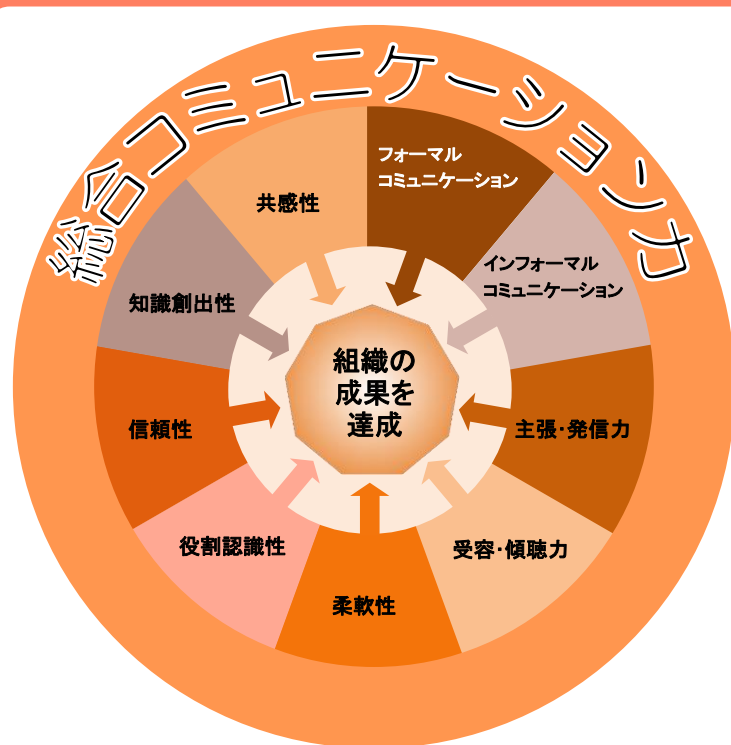 総合コミュニケーション力
フォーマル
コミュニケーション
インフォーマル
コミュニケーション
主張・発信力
受容・傾聴力
柔軟性
役割認識性
信頼性
知識創出性
共感性
組織の
成果を
達成